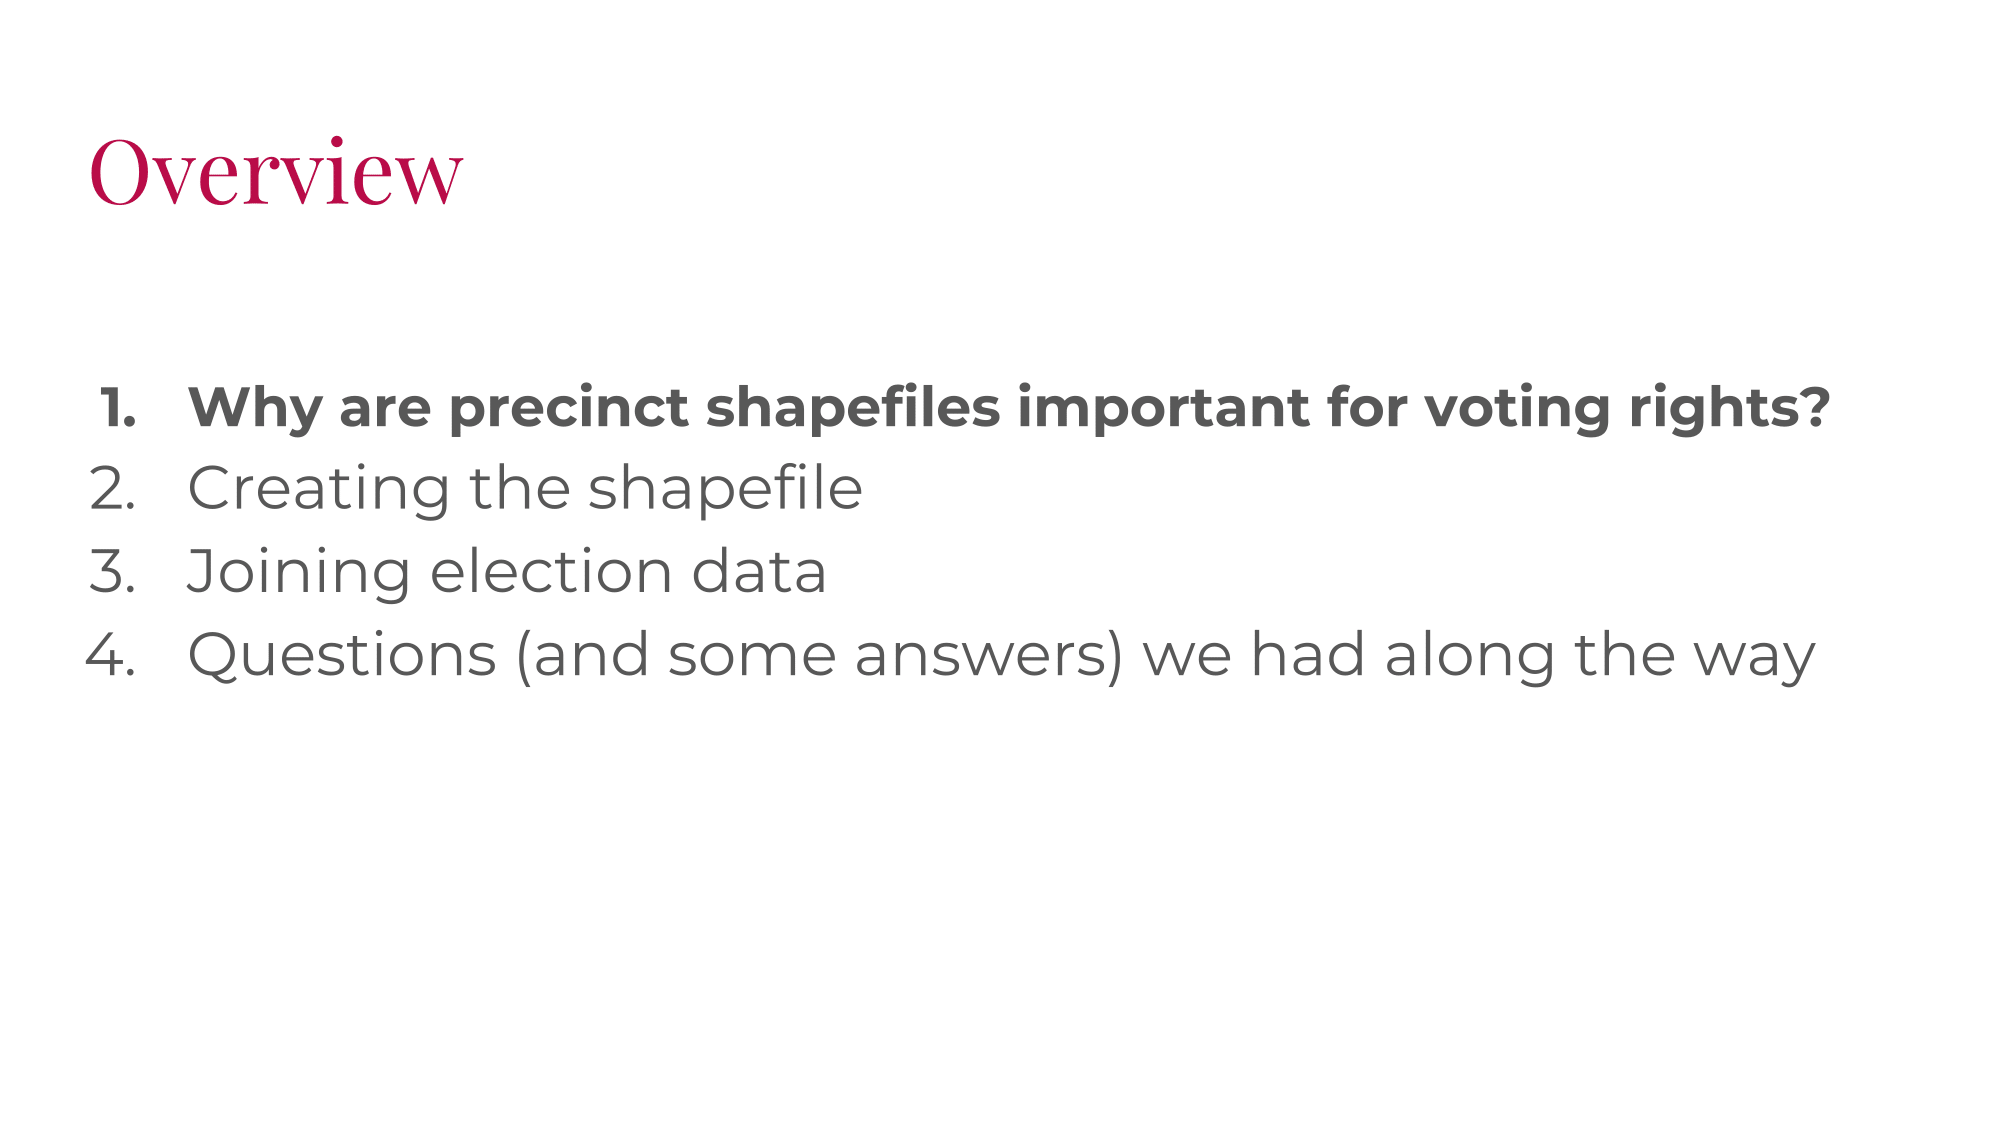 Overview
1. Why are precinct shapefiles important for voting rights?
2. Creating the shapefile
3. Joining election data
4. Questions (and some answers) we had along the way